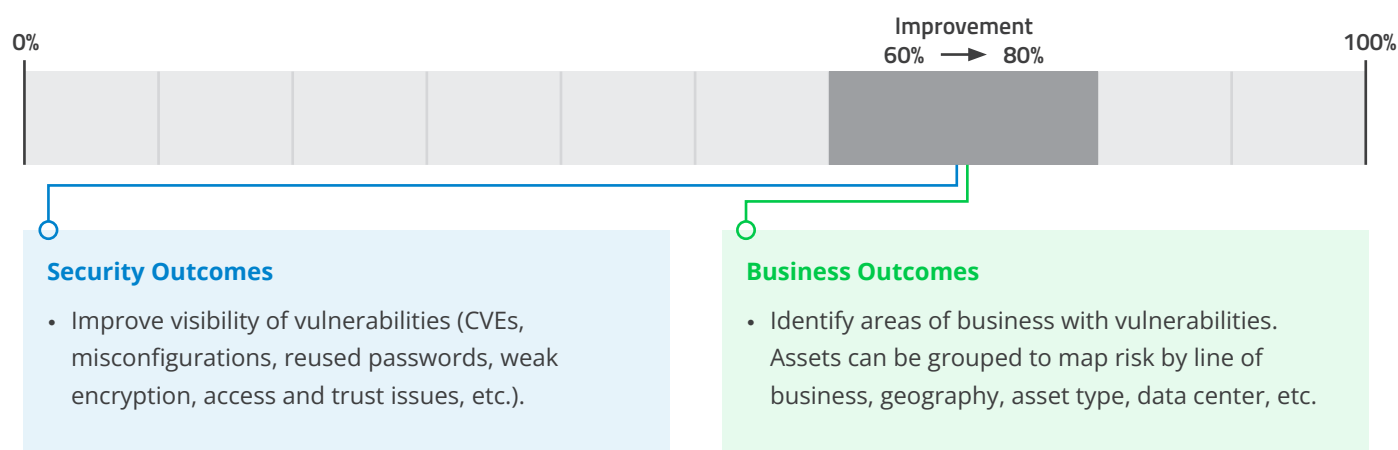 Improvement
0%
60% → 80%
100%
Security Outcomes
• Improve visibility of vulnerabilities (CVEs,
misconfigurations, reused passwords, weak
encryption, access and trust issues, etc.).
Business Outcomes
• Identify areas of business with vulnerabilities.
Assets can be grouped to map risk by line of
business, geography, asset type, data center, etc.